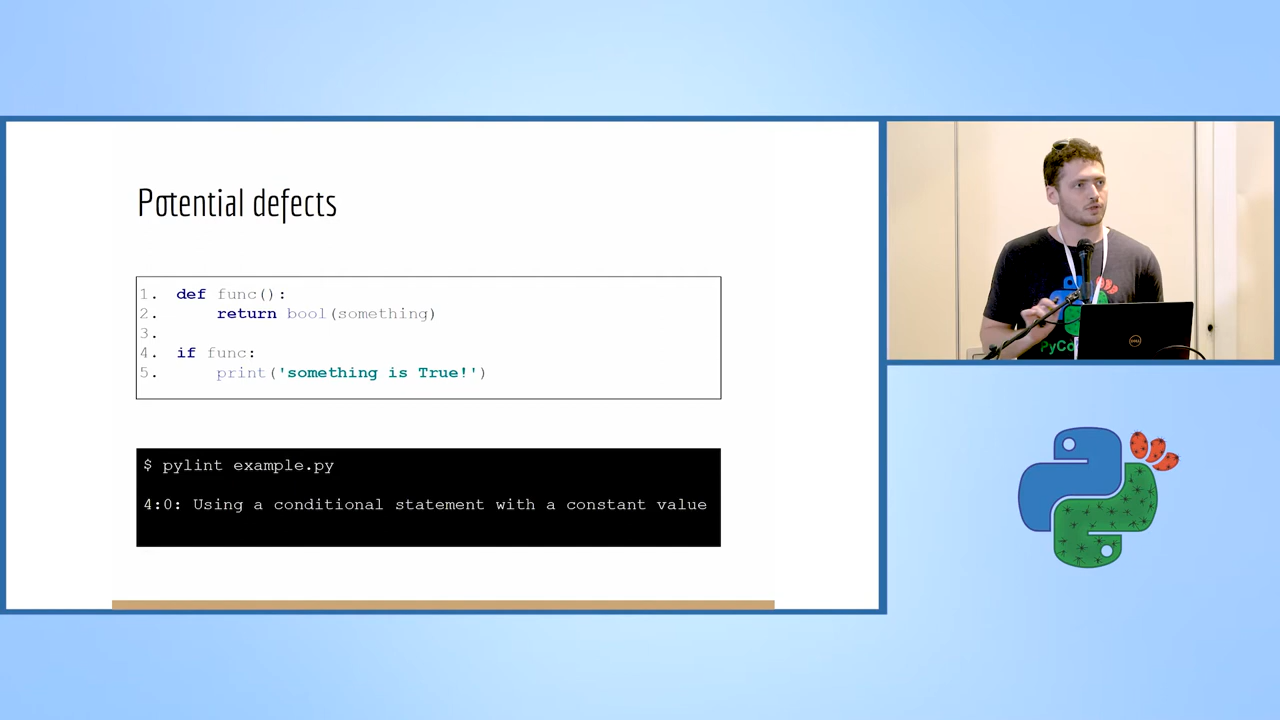 Potential defects
1. def func():
2. return bool(something)
3.
4. if func:
5. print('something is True!')
$ pylint example.py
4:0: Using a conditional statement with a constant value
PyCo
DELL